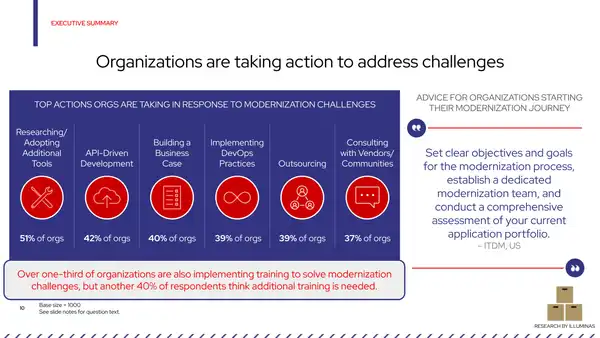 EXECUTIVE SUMMARY
Organizations are taking action to address challenges
TOP ACTIONS ORGS ARE TAKING IN RESPONSE TO MODERNIZATION CHALLENGES
Researching/
Adopting
Additional
Tools
51% of orgs
API-Driven
Development
42% of orgs
Building a
Business
Case
40% of orgs
Implementing
DevOps
Practices
39% of orgs
Outsourcing
39% of orgs
Consulting
with Vendors/
Communities
37% of orgs
Over one-third of organizations are also implementing training to solve modernization
challenges, but another 40% of respondents think additional training is needed.
ADVICE FOR ORGANIZATIONS STARTING
THEIR MODERNIZATION JOURNEY
Set clear objectives and goals
for the modernization process,
establish a dedicated
modernization team, and
conduct a comprehensive
assessment of your current
application portfolio.
– ITDM, US
10
Base size = 1000
See slide notes for question text.
RESEARCH BY ILLUMINAS